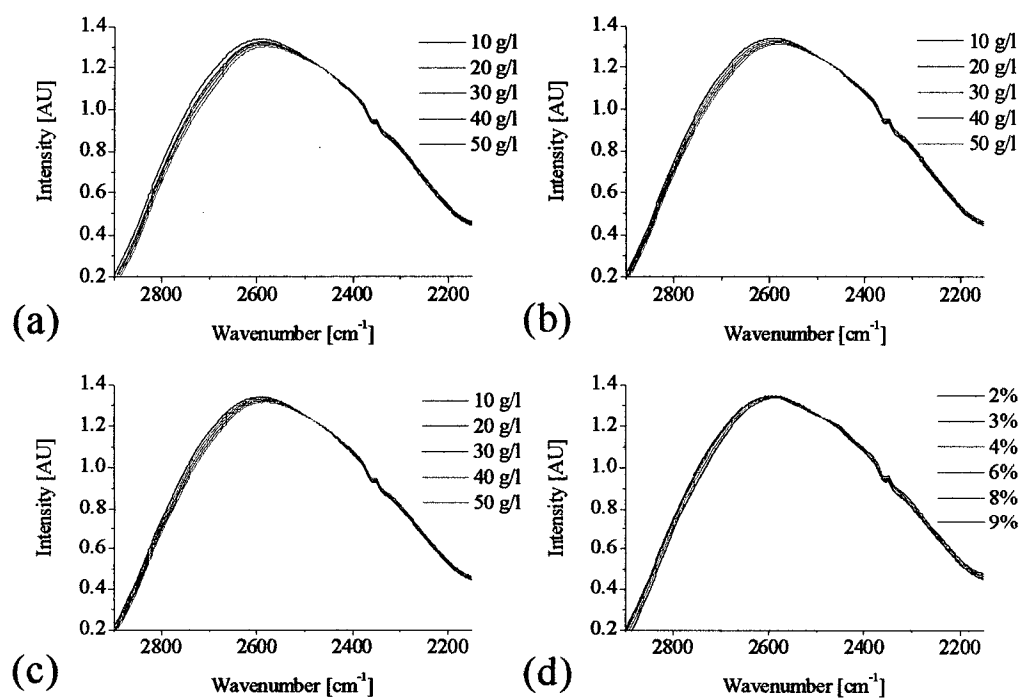 1.4
1.2
1.0
0.8
0.6
0.4
0.2
Intensity [AU]
10 g/l
20 g/l
30 g/l
40 g/l
50 g/l
2800 2600 2400 2200
Wavenumber [cm-1]
(a)
1.4
1.2
1.0
0.8
0.6
0.4
0.2
Intensity [AU]
10 g/l
20 g/l
30 g/l
40 g/l
50 g/l
2800 2600 2400 2200
Wavenumber [cm-1]
(b)
1.4
1.2
1.0
0.8
0.6
0.4
0.2
Intensity [AU]
10 g/l
20 g/l
30 g/l
40 g/l
50 g/l
2800 2600 2400 2200
Wavenumber [cm-1]
(c)
1.4
1.2
1.0
0.8
0.6
0.4
0.2
Intensity [AU]
2%
3%
4%
6%
8%
9%
2800 2600 2400 2200
Wavenumber [cm-1]
(d)